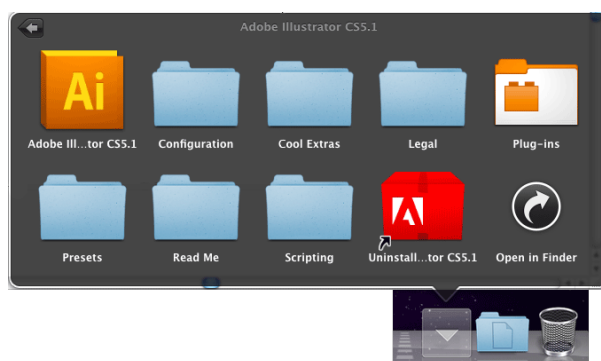 Adobe Illustrator CS5.1
Ai
Adobe Ill...tor CS5.1
Configuration
Cool Extras
Legal
Plug-ins
Presets
Read Me
Scripting
Uninstall...tor CS5.1
Open in Finder